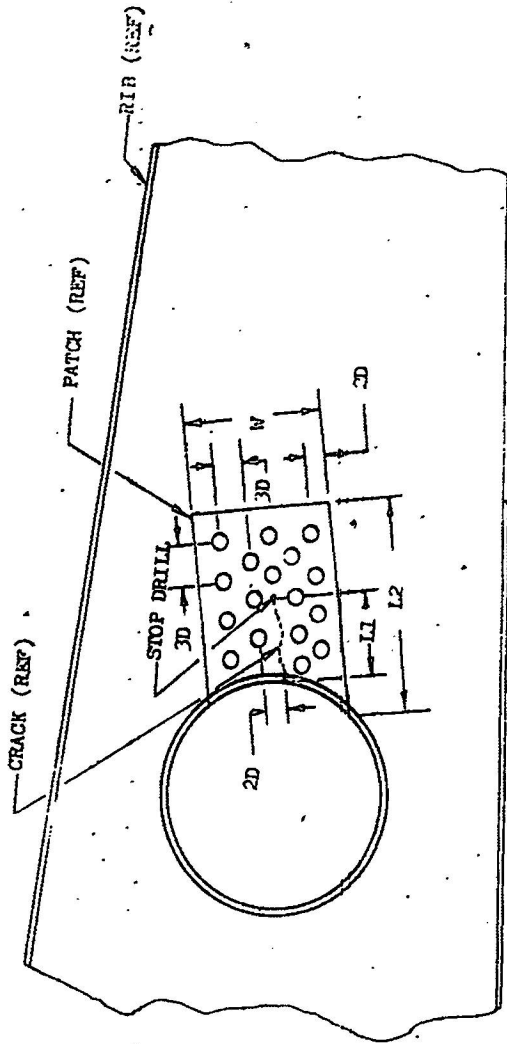 RIB (REF)
PATCH (REF)
CRACK (REF)
STOP DRILL
3D
3D
W
2D
2D
L1
L2